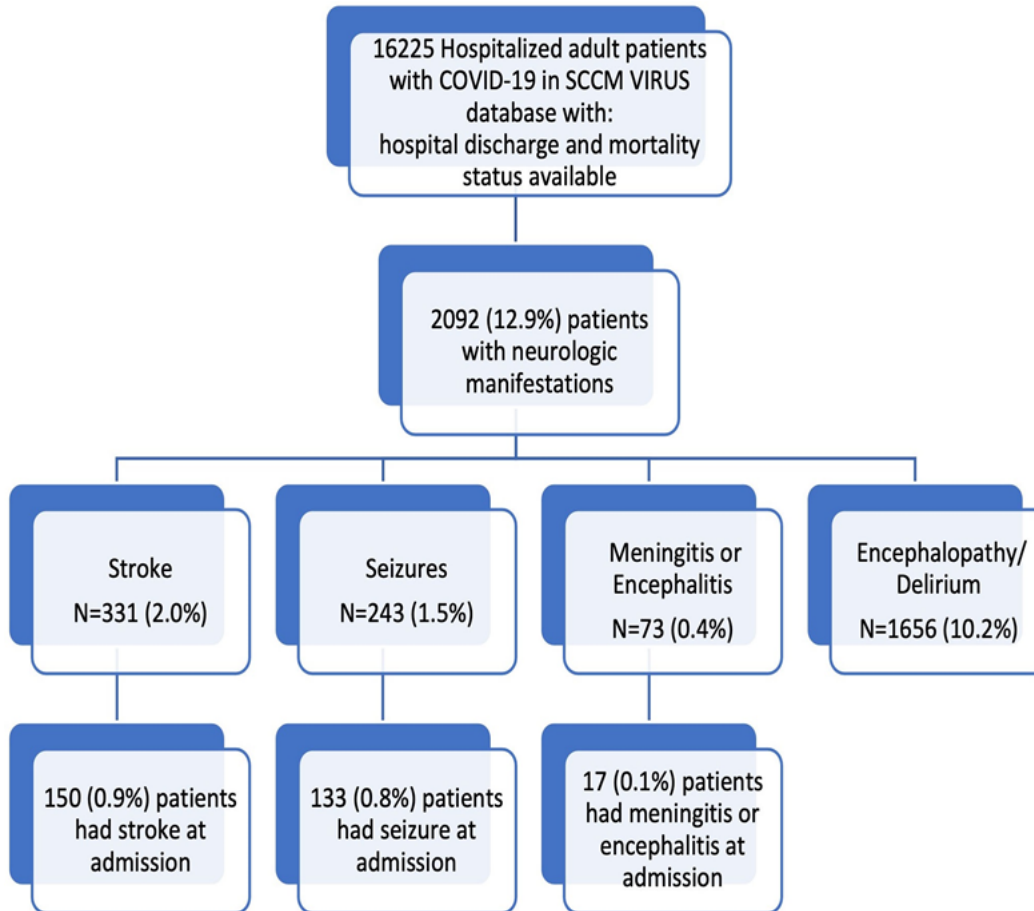 16225 Hospitalized adult patients
with COVID-19 in SCCM VIRUS
database with:
hospital discharge and mortality
status available
2092 (12.9%) patients
with neurologic
manifestations
Stroke
N=331 (2.0%)
Seizures
N=243 (1.5%)
Meningitis or
Encephalitis
N=73 (0.4%)
Encephalopathy/
Delirium
N=1656 (10.2%)
150 (0.9%) patients
had stroke at
admission
133 (0.8%) patients
had seizure at
admission
17 (0.1%) patients
had meningitis or
encephalitis at
admission